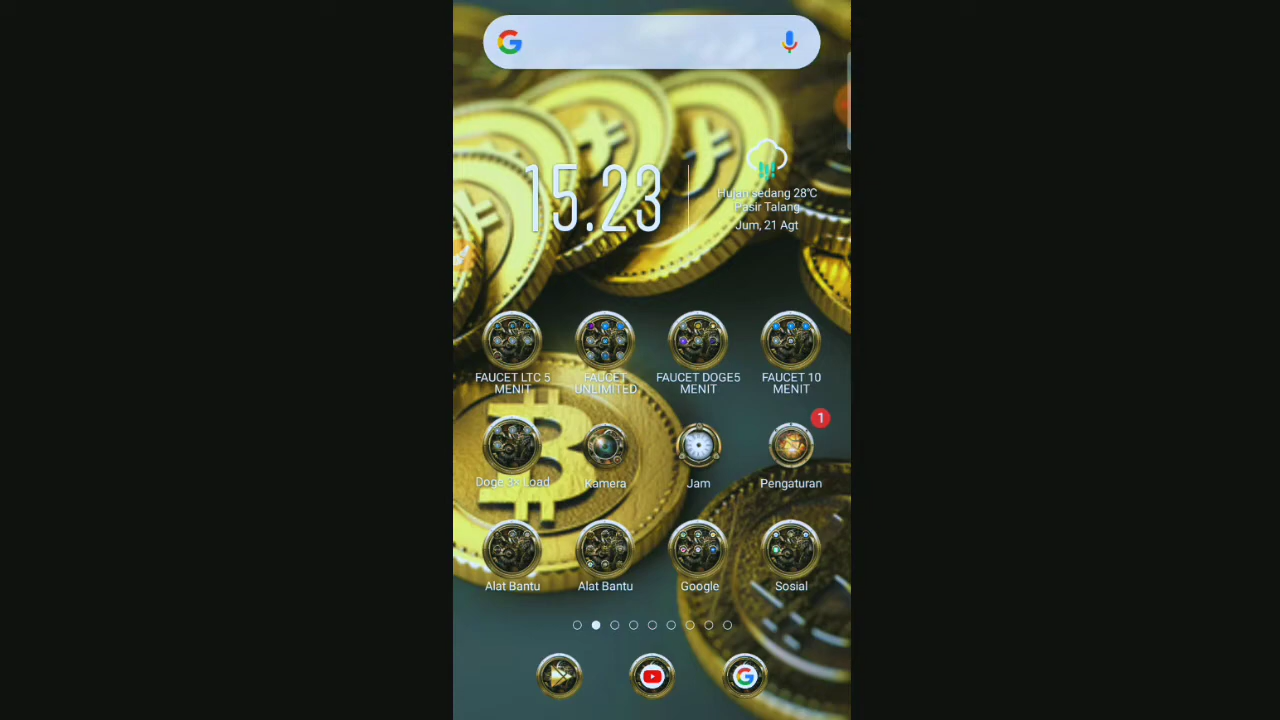 15.23
Hujan sedang 28°C
Pasir Talang
Jum, 21 Agt
FAUCET LTC 5
MENIT
FAUCET
UNLIMITED
FAUCET DOGE5
MENIT
FAUCET 10
MENIT
1
Doge 3x Load
Kamera
Jam
Pengaturan
Alat Bantu
Alat Bantu
Google
Sosial